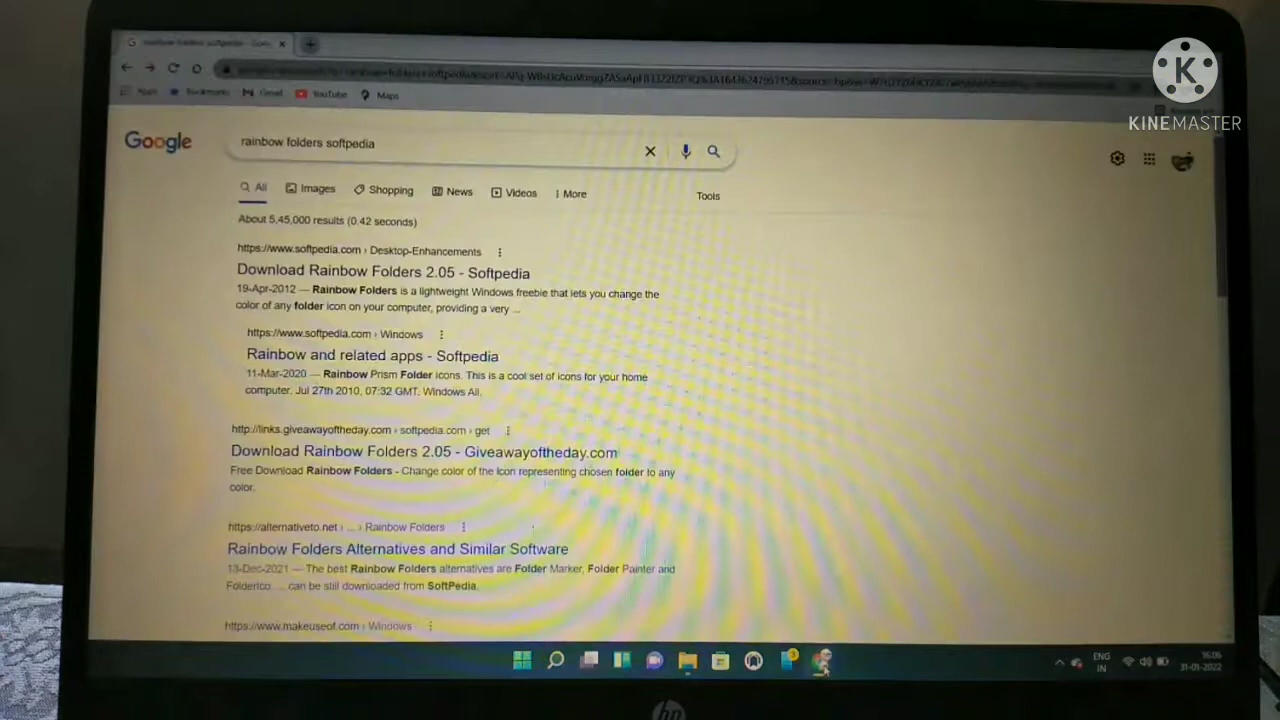 KINEMASTER
Apps Bookmarks Gmail YouTube Maps
Google
rainbow folders softpedia
All Images Shopping News Videos More Tools
About 5,45,000 results (0.42 seconds)
https://www.softpedia.com › Desktop-Enhancements
Download Rainbow Folders 2.05 - Softpedia
19-Apr-2012 — Rainbow Folders is a lightweight Windows freebie that lets you change the
color of any folder icon on your computer, providing a very ...
https://www.softpedia.com › Windows
Rainbow and related apps - Softpedia
11-Mar-2020 — Rainbow Prism Folder icons. This is a cool set of icons for your home
computer. Jul 27th 2010, 07:32 GMT. Windows All.
http://links.giveawayoftheday.com › softpedia.com › get
Download Rainbow Folders 2.05 - Giveawayoftheday.com
Free Download Rainbow Folders - Change color of the icon representing chosen folder to any
color.
https://alternativeto.net › ... › Rainbow Folders
Rainbow Folders Alternatives and Similar Software
13-Dec-2021 — The best Rainbow Folders alternatives are Folder Marker, Folder Painter and
Folderico. ... can be still downloaded from SoftPedia.
https://www.makeuseof.com › Windows
ENG
IN
16:06
31-01-2022
hp